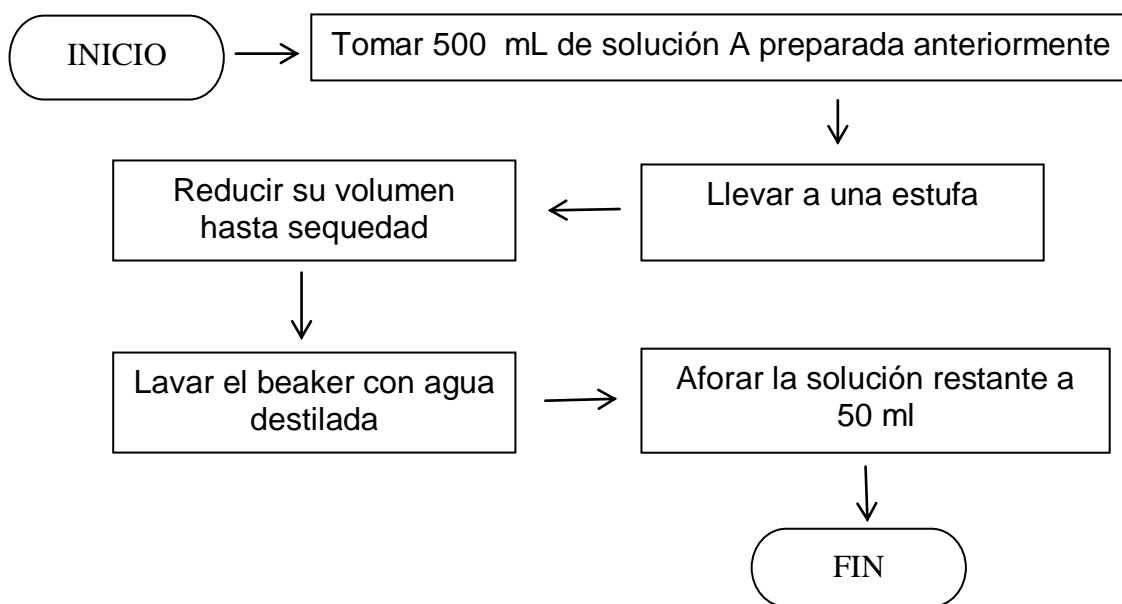 INICIO
Tomar 500 mL de solución A preparada anteriormente
Llevar a una estufa
Reducir su volumen
hasta sequedad
Lavar el beaker con agua
destilada
Aforar la solución restante a
50 ml
FIN